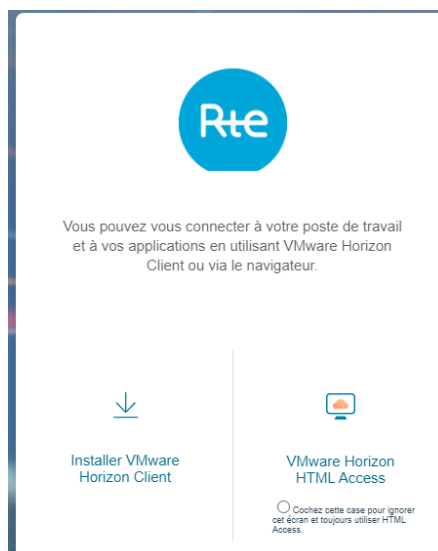 Rte
Vous pouvez vous connecter à votre poste de travail
et à vos applications en utilisant VMware Horizon
Client ou via le navigateur.
Installer VMware
Horizon Client
VMware Horizon
HTML Access
Cochez cette case pour ignorer
cet écran et toujours utiliser HTML
Access.